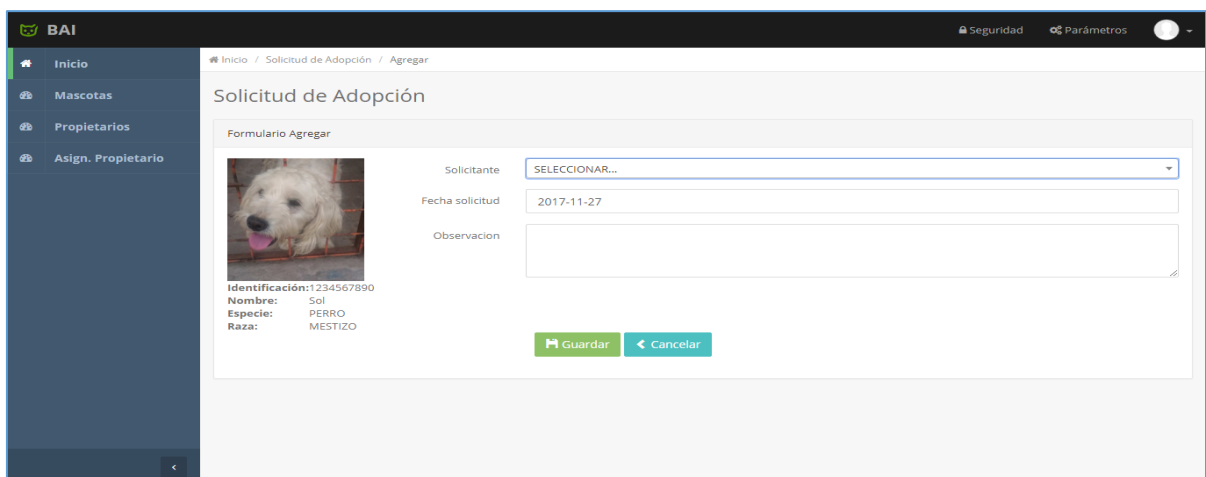 BAI
Seguridad
Parámetros
Inicio
Mascotas
Propietarios
Asign. Propietario
Inicio / Solicitud de Adopción / Agregar
Solicitud de Adopción
Formulario Agregar
Identificación:1234567890
Nombre: Sol
Especie: PERRO
Raza: MESTIZO
Solicitante SELECCIONAR...
Fecha solicitud 2017-11-27
Observacion
Guardar
Cancelar